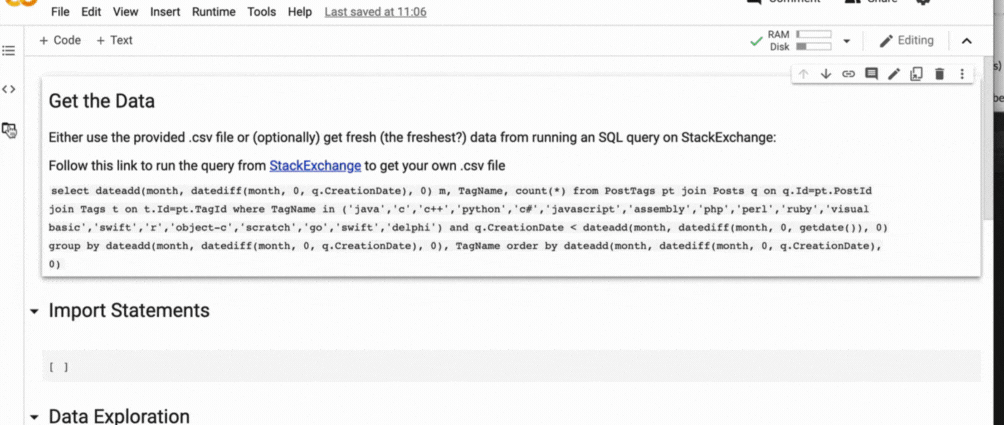 Comment Share
File Edit View Insert Runtime Tools Help Last saved at 11:06
+ Code + Text RAM Disk Editing
Get the Data
Either use the provided .csv file or (optionally) get fresh (the freshest?) data from running an SQL query on StackExchange:
Follow this link to run the query from StackExchange to get your own .csv file
select dateadd(month, datediff(month, 0, q.CreationDate), 0) m, TagName, count(*) from PostTags pt join Posts q on q.Id=pt.PostId
join Tags t on t.Id=pt.TagId where TagName in ('java','c','c++','python','c#','javascript','assembly','php','perl','ruby','visual
basic','swift','r','object-c','scratch','go','swift','delphi') and q.CreationDate < dateadd(month, datediff(month, 0, getdate()), 0)
group by dateadd(month, datediff(month, 0, q.CreationDate), 0), TagName order by dateadd(month, datediff(month, 0, q.CreationDate),
0)
Import Statements
[ ]
Data Exploration